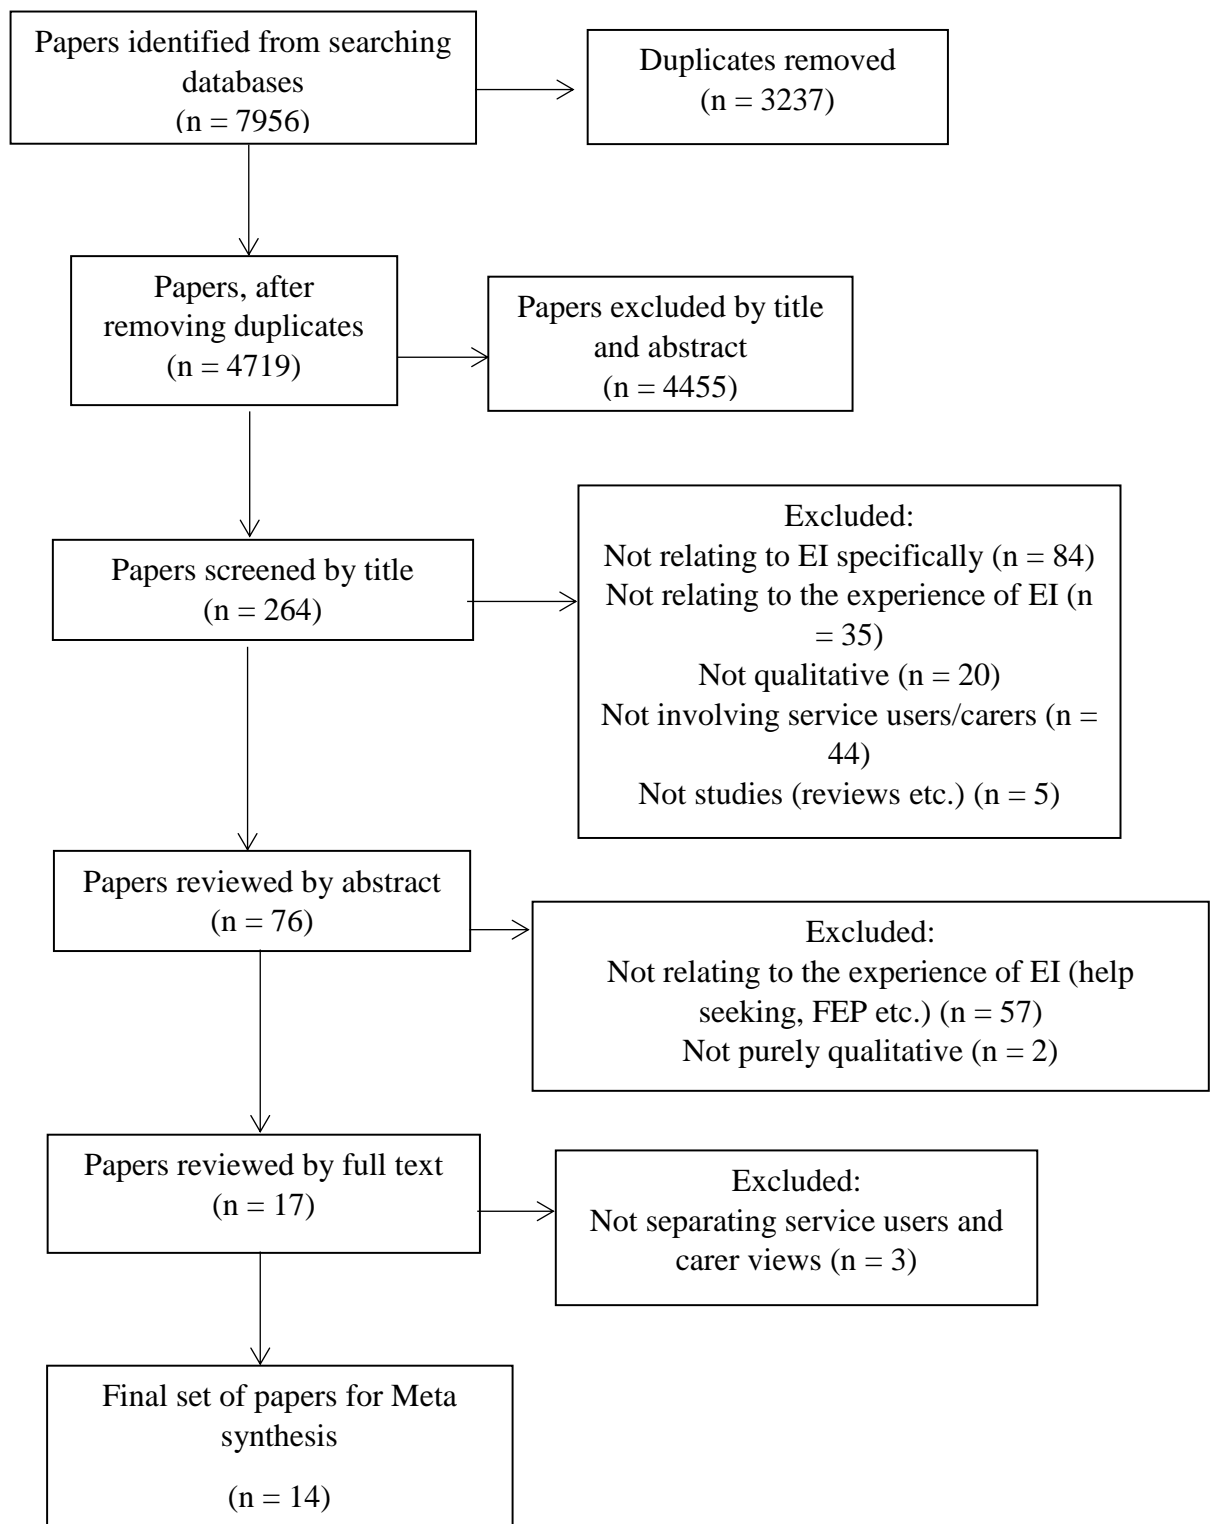 Papers identified from searching
databases
(n = 7956)
Duplicates removed
(n = 3237)
Papers, after
removing duplicates
(n = 4719)
Papers excluded by title
and abstract
(n = 4455)
Papers screened by title
(n = 264)
Excluded:
Not relating to EI specifically (n = 84)
Not relating to the experience of EI (n
= 35)
Not qualitative (n = 20)
Not involving service users/carers (n =
44)
Not studies (reviews etc.) (n = 5)
Papers reviewed by abstract
(n = 76)
Excluded:
Not relating to the experience of EI (help
seeking, FEP etc.) (n = 57)
Not purely qualitative (n = 2)
Papers reviewed by full text
(n = 17)
Excluded:
Not separating service users and
carer views (n = 3)
Final set of papers for Meta
synthesis
(n = 14)